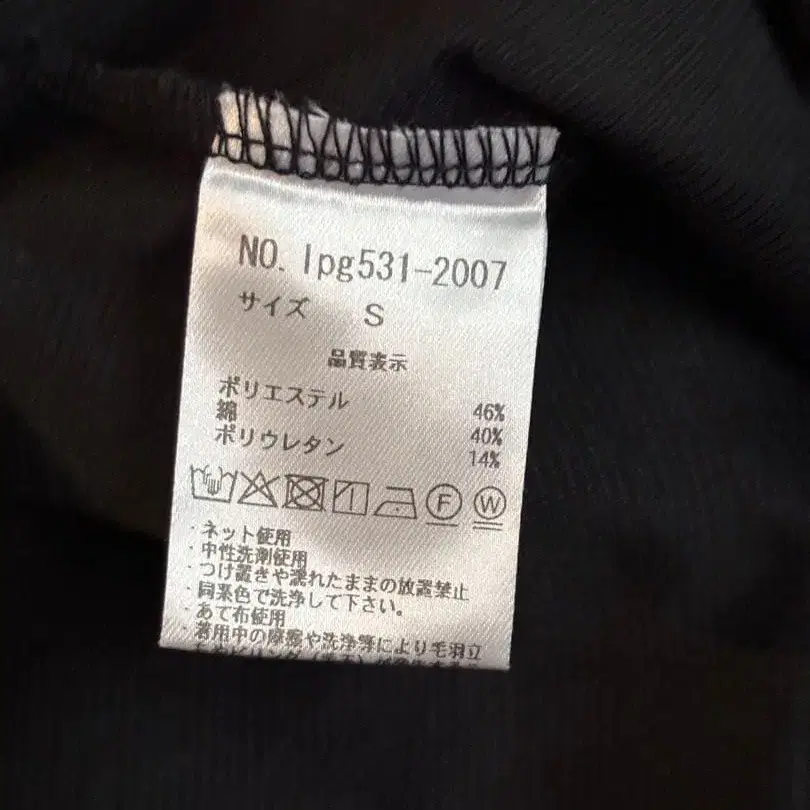 NO. lpg531-2007
サイズ S
品質表示
ポリエステル 46%
綿 40%
ポリウレタン 14%
F W
・ネット使用
・中性洗剤使用
・つけ置きや濡れたままの放置禁止
・同系色で洗浄して下さい。
・あて布使用
・着用中の摩擦や洗浄等により毛羽立